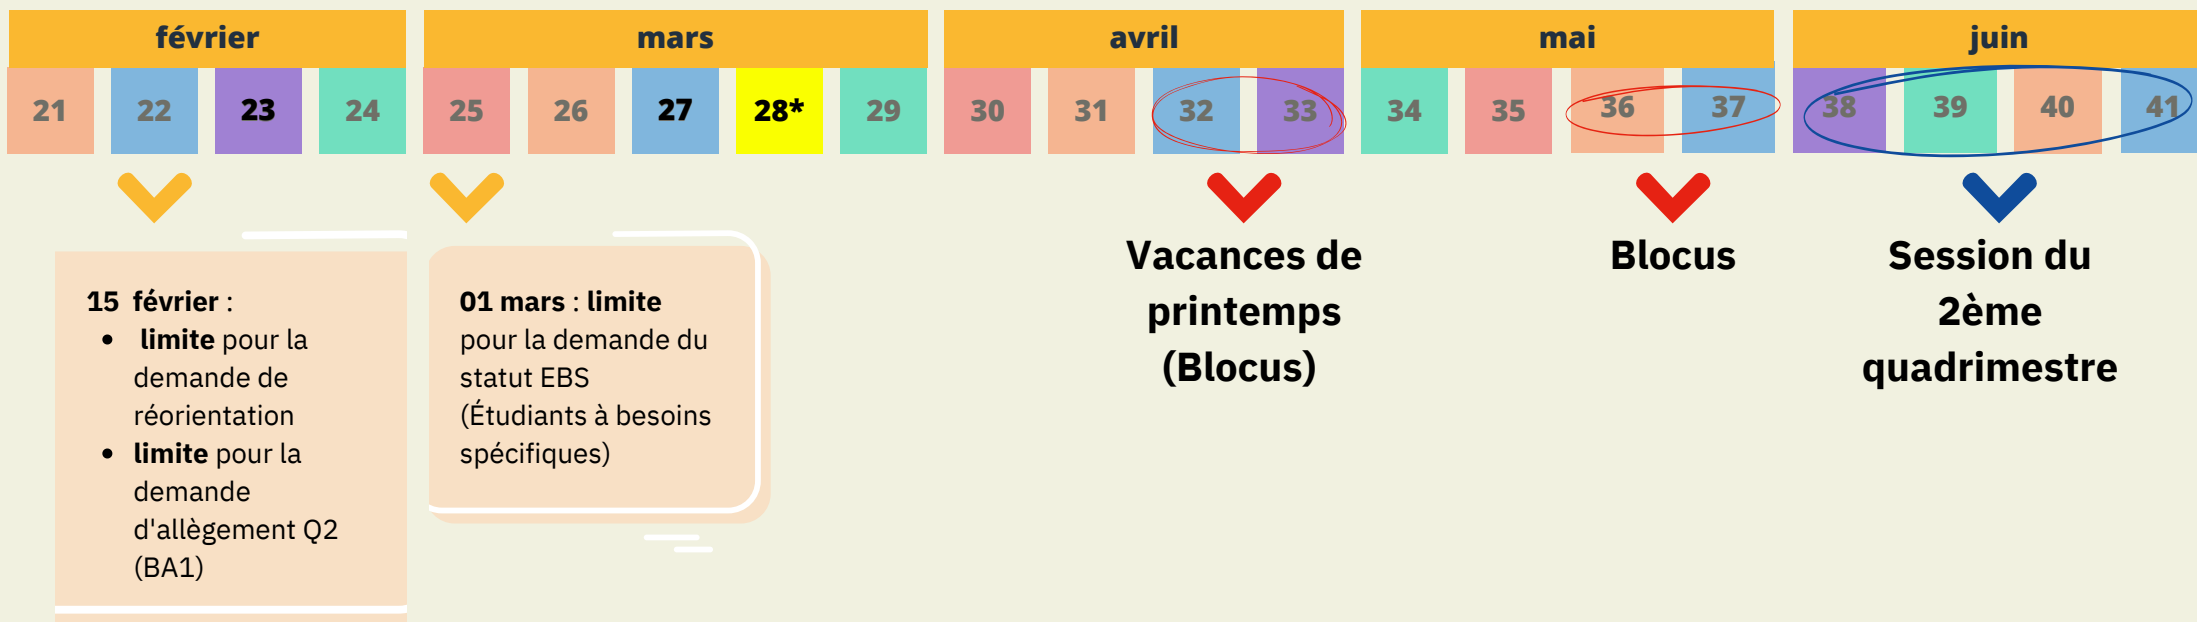 février mars avril mai juin
21 22 23 24 25 26 27 28* 29 30 31 32 33 34 35 36 37 38 39 40 41
15 février :
• limite pour la
demande de
réorientation
• limite pour la
demande
d'allègement Q2
(BA1)
01 mars : limite
pour la demande du
statut EBS
(Étudiants à besoins
spécifiques)
Vacances de
printemps
(Blocus)
Blocus
Session du
2ème
quadrimestre